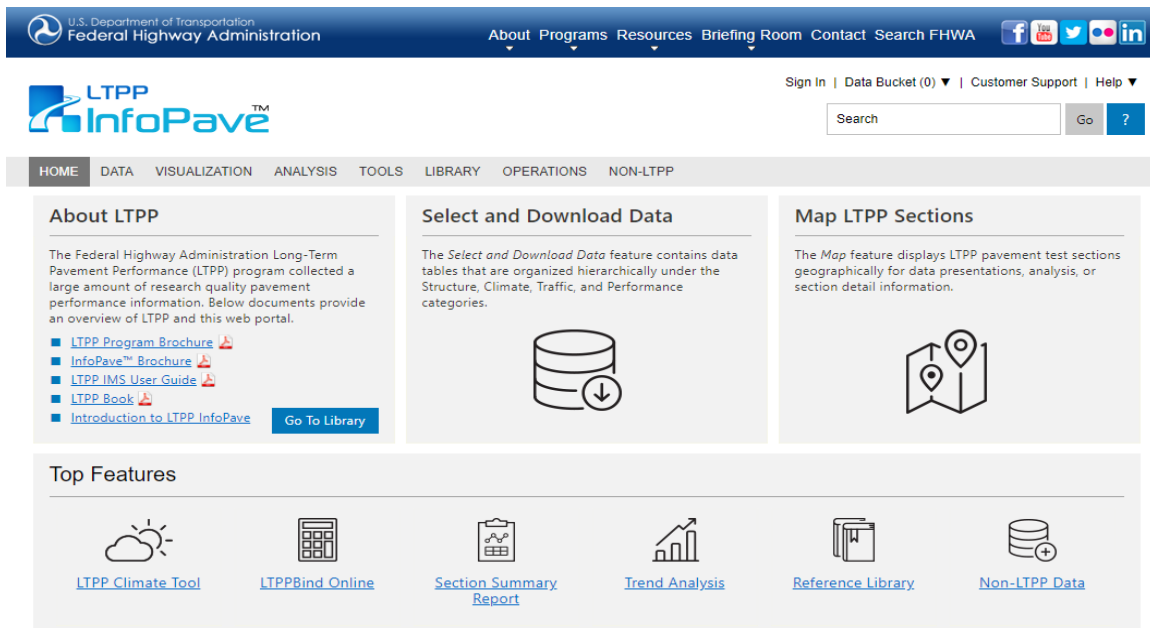 U.S. Department of Transportation
Federal Highway Administration
About Programs Resources Briefing Room Contact Search FHWA
f You Tube in
Sign In | Data Bucket (0) ▼ | Customer Support | Help ▼
LTPP
InfoPave™
Search Go ?
HOME DATA VISUALIZATION ANALYSIS TOOLS LIBRARY OPERATIONS NON-LTPP
About LTPP
The Federal Highway Administration Long-Term
Pavement Performance (LTPP) program collected a
large amount of research quality pavement
performance information. Below documents provide
an overview of LTPP and this web portal.
LTPP Program Brochure
InfoPave™ Brochure
LTPP IMS User Guide
LTPP Book
Introduction to LTPP InfoPave
Go To Library
Select and Download Data
The Select and Download Data feature contains data
tables that are organized hierarchically under the
Structure, Climate, Traffic, and Performance
categories.
Map LTPP Sections
The Map feature displays LTPP pavement test sections
geographically for data presentations, analysis, or
section detail information.
Top Features
LTPP Climate Tool
LTPPBind Online
Section Summary
Report
Trend Analysis
Reference Library
Non-LTPP Data